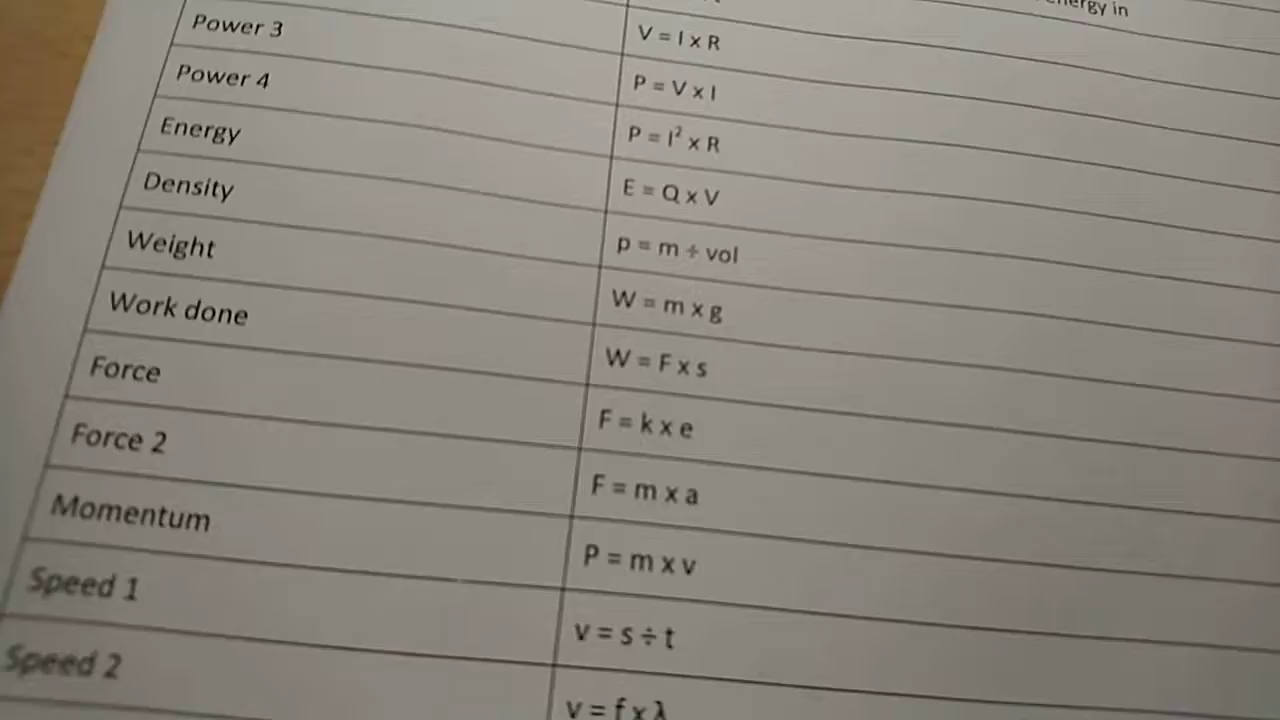 in
V = I x R
Power 3 P = V x I
Power 4 P = I² x R
Energy E = Q x V
Density p = m ÷ vol
Weight W = m x g
Work done W = F x s
Force F = k x e
Force 2 F = m x a
Momentum P = m x v
Speed 1 v = s ÷ t
Speed 2 v = f x λ